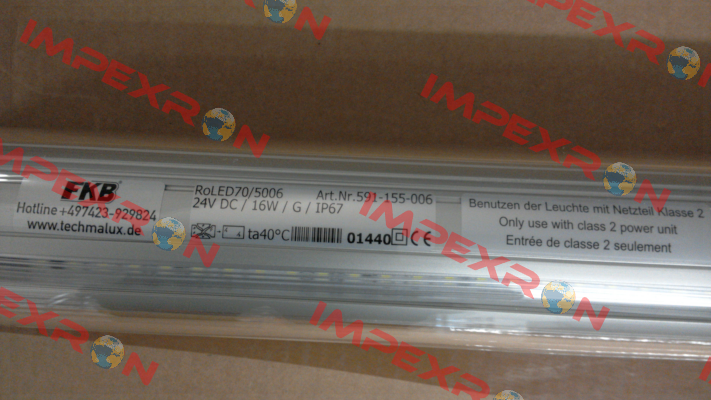 FKB
Hotline +497423-929824
www.techmalux.de
RoLED70/5006 Art.Nr.591-155-006
24V DC / 16W / G / IP67
ta40°C 01440 CE
Benutzen der Leuchte mit Netzteil Klasse 2
Only use with class 2 power unit
Entrée de classe 2 seulement
IMPEXRON
IMPEXRON
IMPEXRON
IMPEXRON
IMPEXRON
IMPEXRON